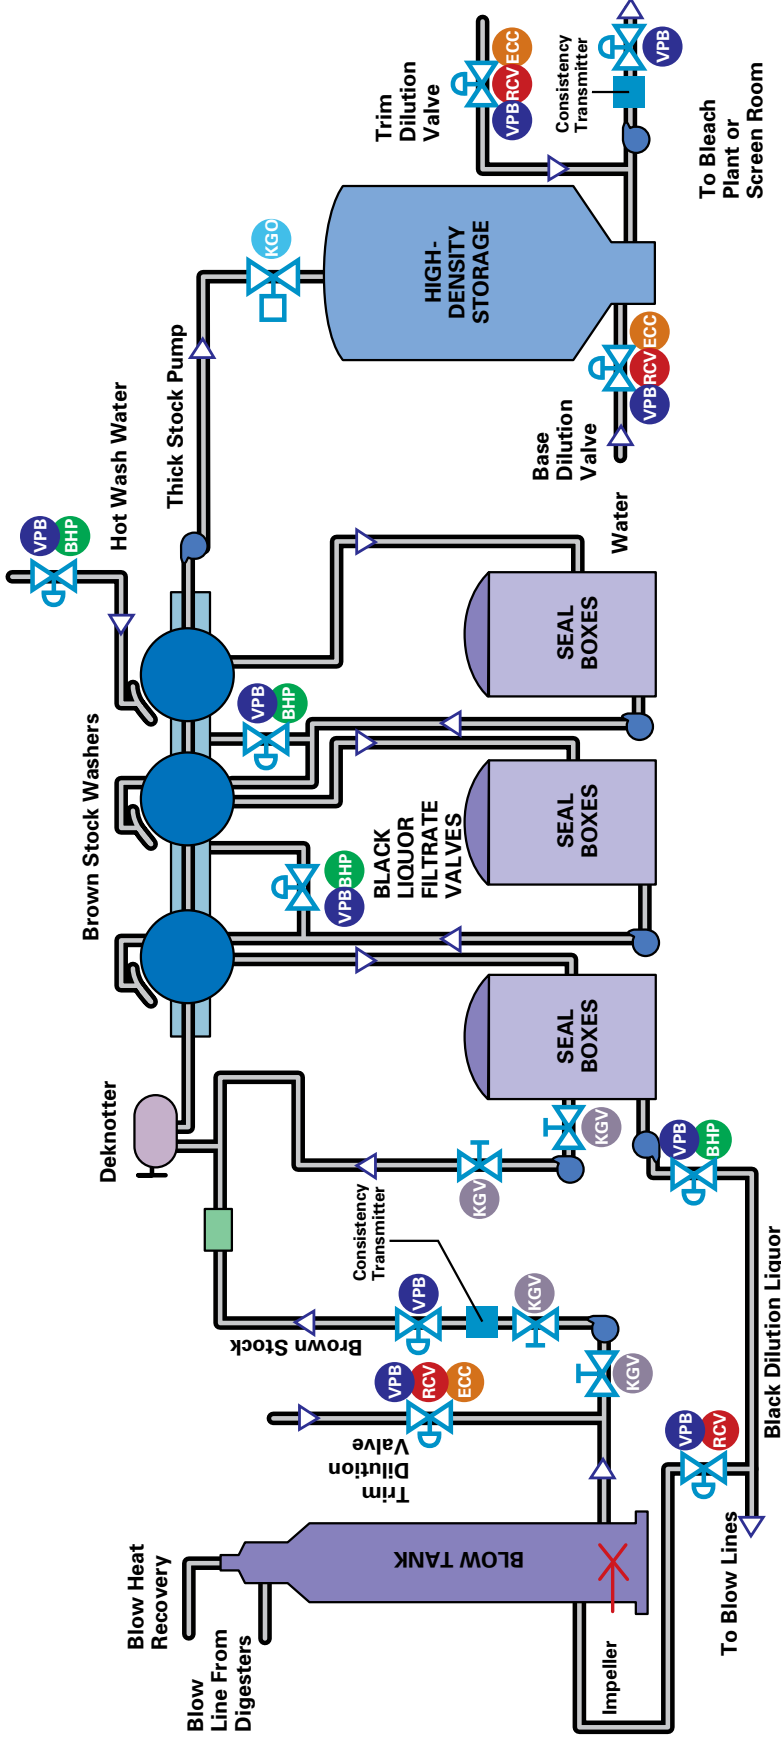 Blow Heat
Recovery
Blow
Line From
Digesters
BLOW TANK
Impeller
Trim
Dilution
Valve
VPB
RCV
ECC
Brown Stock
Consistency
Transmitter
VPB
KGV
KGV
VPB
RCV
To Blow Lines
Black Dilution Liquor
Deknotter
KGV
KGV
VPB
BHP
Brown Stock Washers
SEAL
BOXES
VPB
BHP
BLACK
LIQUOR
FILTRATE
VALVES
SEAL
BOXES
VPB
BHP
SEAL
BOXES
VPB
BHP
Hot Wash Water
Thick Stock Pump
KGO
HIGH-
DENSITY
STORAGE
Water
Base
Dilution
Valve
VPB
RCV
ECC
Trim
Dilution
Valve
VPB
RCV
ECC
Consistency
Transmitter
VPB
To Bleach
Plant or
Screen Room